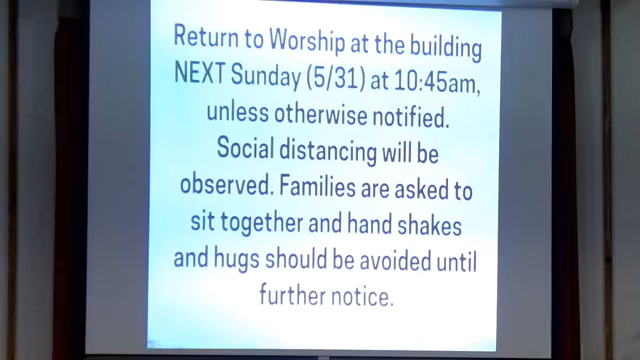 Return to Worship at the building
NEXT Sunday (5/31) at 10:45am,
unless otherwise notified.
Social distancing will be
observed. Families are asked to
sit together and hand shakes
and hugs should be avoided until
further notice.